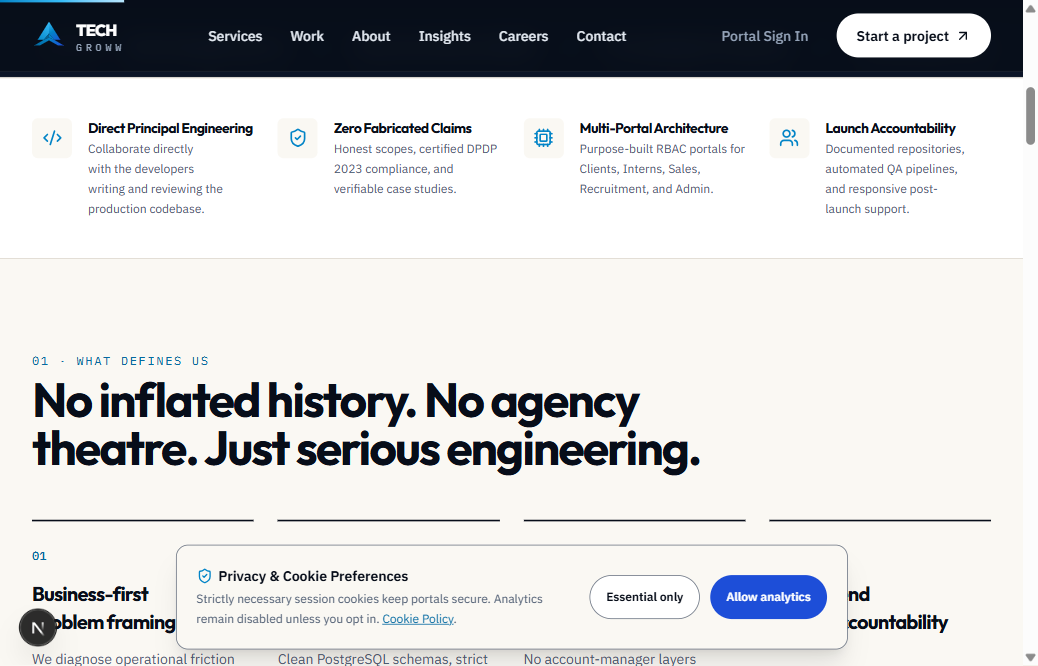 TECH
GROWW
Services Work About Insights Careers Contact Portal Sign In Start a project
Direct Principal Engineering
Collaborate directly
with the developers
writing and reviewing the
production codebase.
Zero Fabricated Claims
Honest scopes, certified DPDP
2023 compliance, and
verifiable case studies.
Multi-Portal Architecture
Purpose-built RBAC portals for
Clients, Interns, Sales,
Recruitment, and Admin.
Launch Accountability
Documented repositories,
automated QA pipelines,
and responsive post-
launch support.
01 · WHAT DEFINES US
No inflated history. No agency
theatre. Just serious engineering.
01
Business-first
oblem framing
We diagnose operational friction
Clean PostgreSQL schemas, strict
No account-manager layers
nd
countability
Privacy & Cookie Preferences
Strictly necessary session cookies keep portals secure. Analytics
remain disabled unless you opt in. Cookie Policy.
Essential only
Allow analytics
N